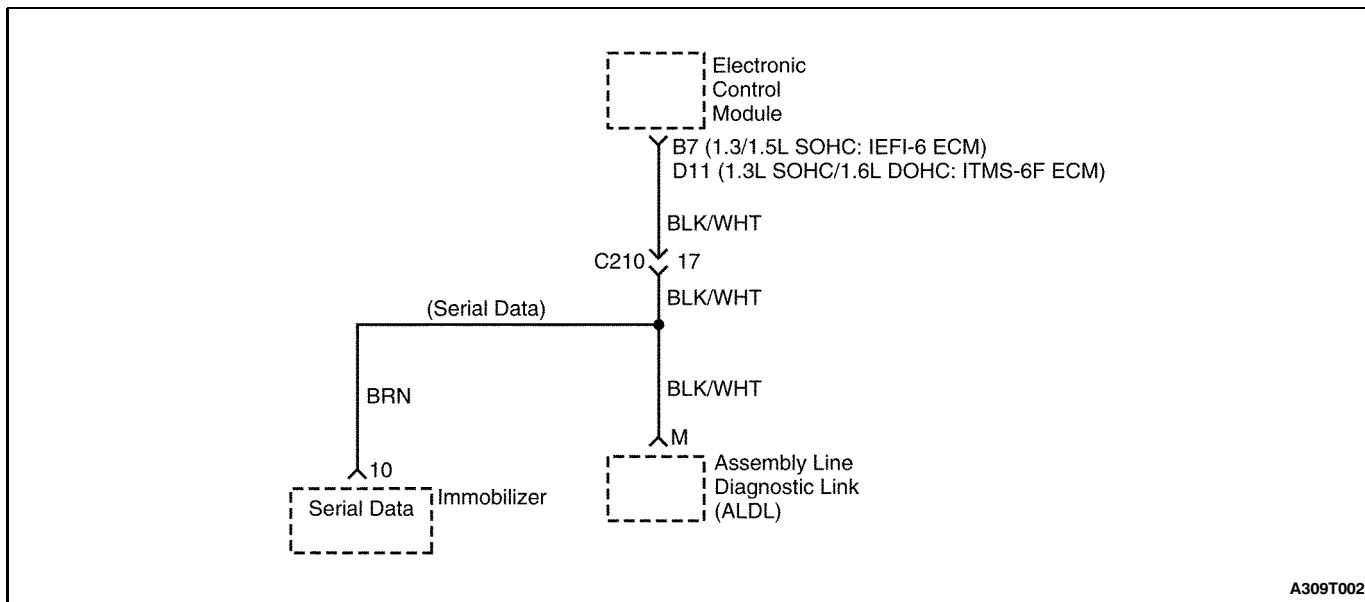 Electronic
Control
Module
B7 (1.3/1.5L SOHC: IEFI-6 ECM)
D11 (1.3L SOHC/1.6L DOHC: ITMS-6F ECM)
BLK/WHT
C210 17
BLK/WHT
(Serial Data)
BLK/WHT
BRN
M
10
Assembly Line
Diagnostic Link
(ALDL)
Immobilizer
Serial Data
A309T002